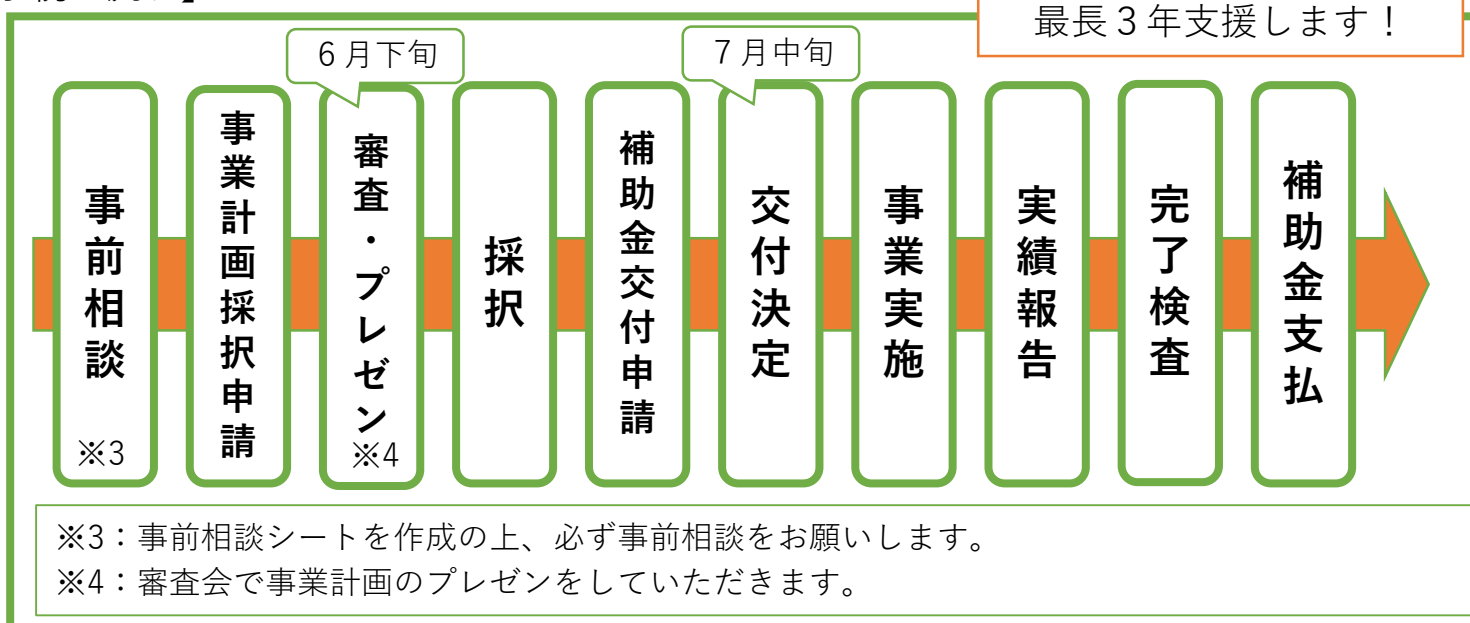 最長３年支援します！
６月下旬
７月中旬
事前相談
※3
事業計画採択申請
審査・プレゼン
※4
採択
補助金交付申請
交付決定
事業実施
実績報告
完了検査
補助金支払
※3：事前相談シートを作成の上、必ず事前相談をお願いします。
※4：審査会で事業計画のプレゼンをしていただきます。